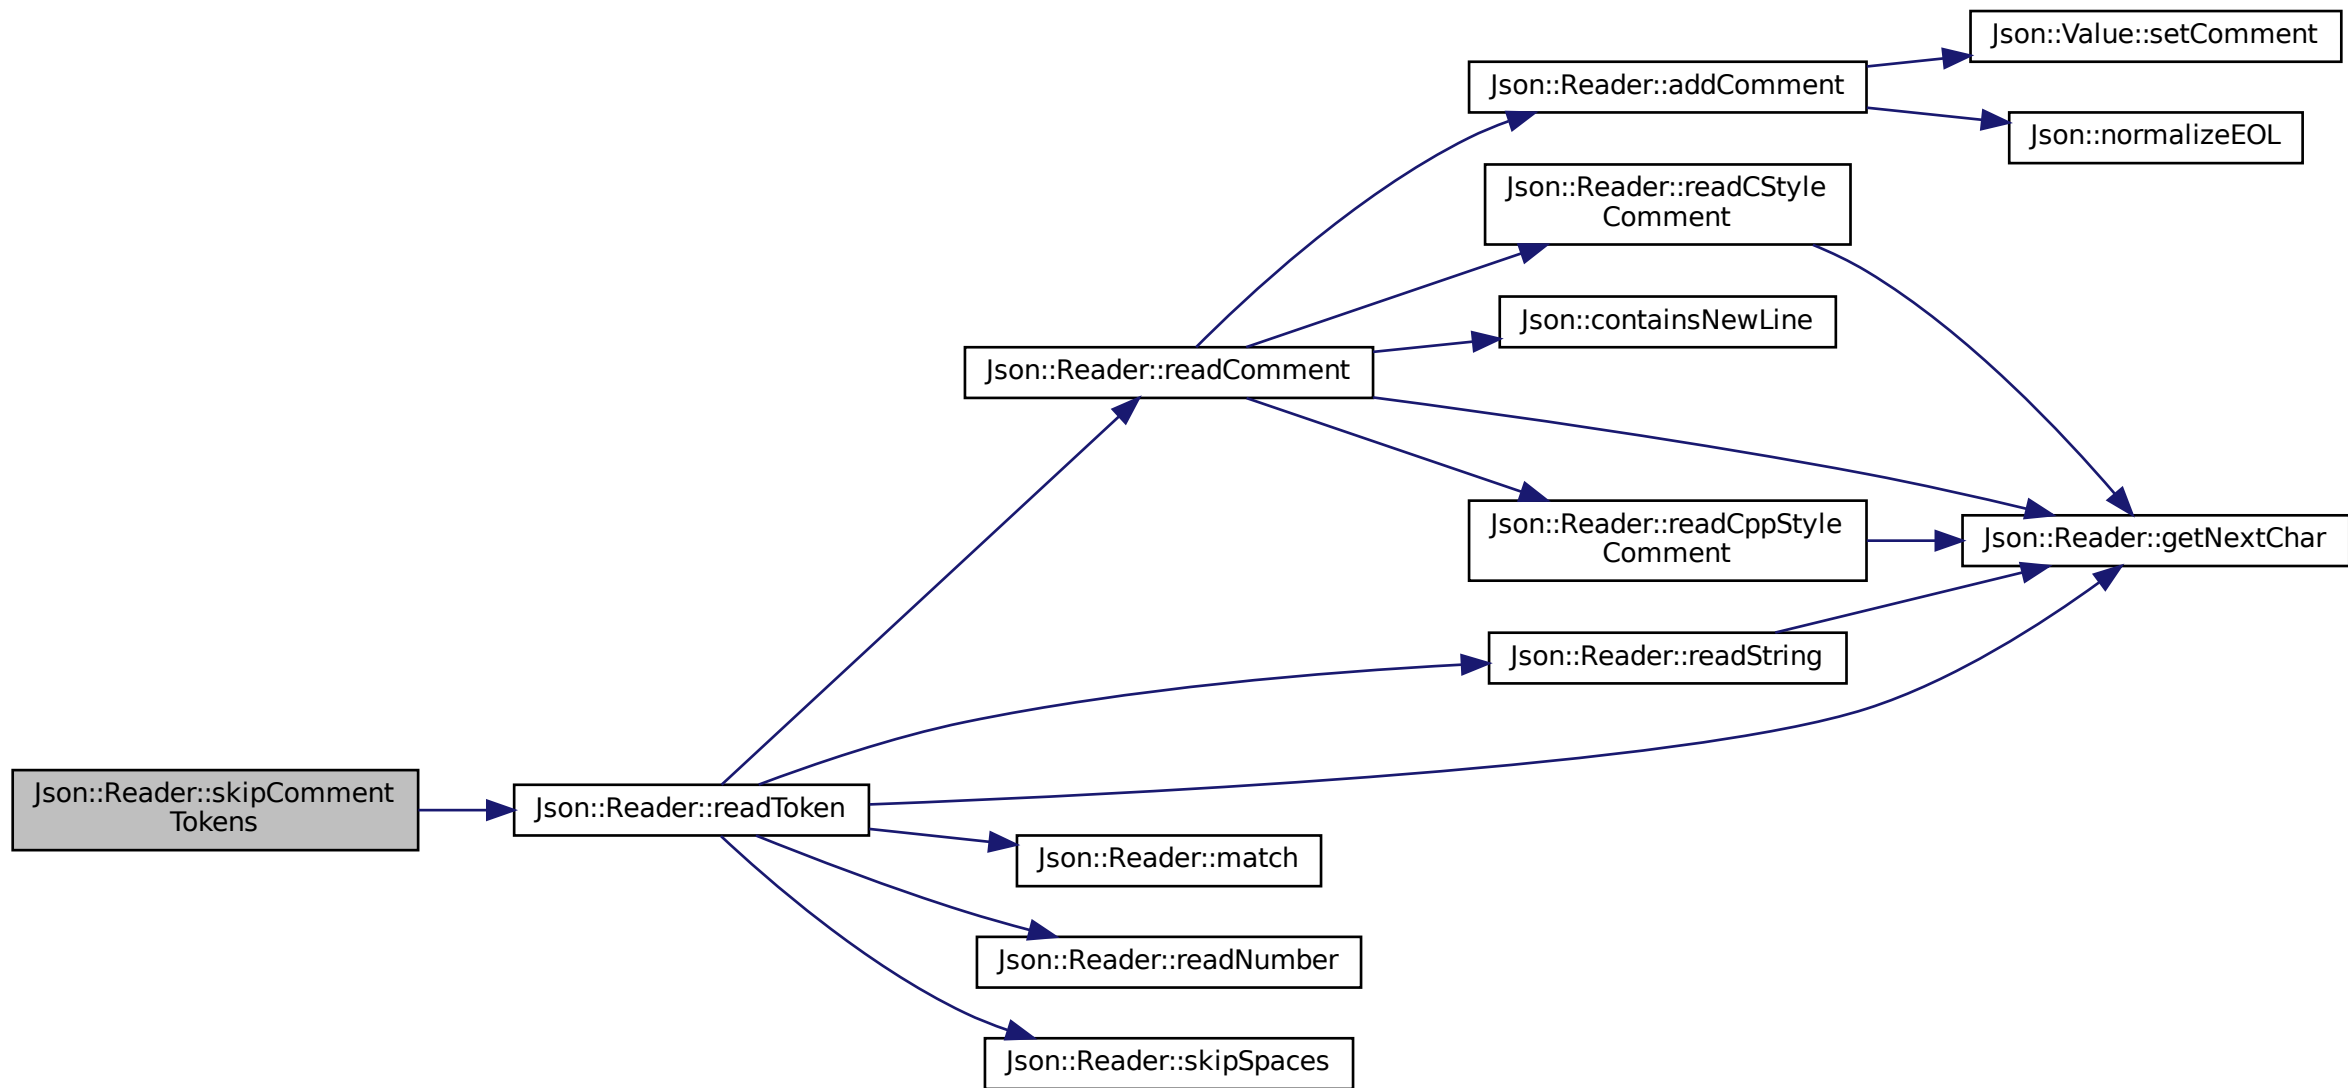 Json::Value::setComment
Json::Reader::addComment
Json::normalizeEOL
Json::Reader::readCStyle
Comment
Json::containsNewLine
Json::Reader::readComment
Json::Reader::readCppStyle
Comment
Json::Reader::getNextChar
Json::Reader::readString
Json::Reader::skipComment
Tokens
Json::Reader::readToken
Json::Reader::match
Json::Reader::readNumber
Json::Reader::skipSpaces